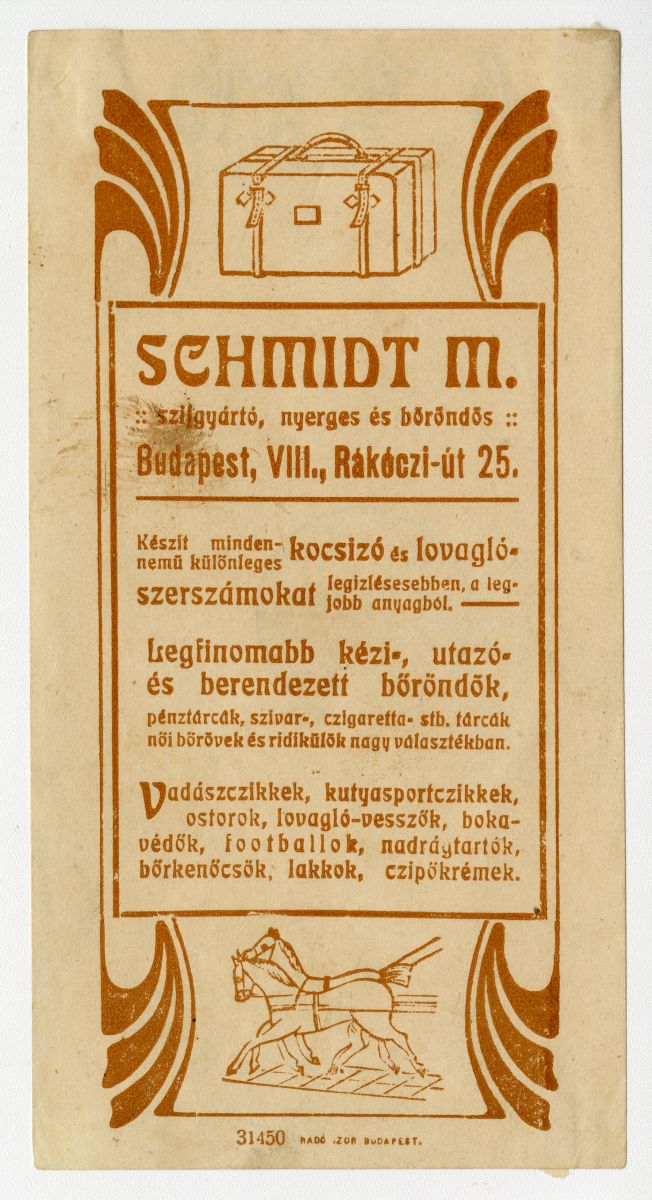 SCHMIDT M.
:: szijgyártó, nyerges és bőröndös ::
Budapest, VIII., Rákóczi-út 25.
Készit minden- kocsizó és lovagló-
nemű különleges
szerszámokat legizlésesebben, a leg-
jobb anyagból.
Legfinomabb kézi-, utazó-
és berendezett bőröndök,
pénztárcák, szivar-, czigaretta- stb. tárcák
női bőrövek és ridikülök nagy választékban.
Vadászczikkek, kutyasportczikkek,
ostorok, lovagló-vesszők, boka-
védők, footballok, nadrágtartók,
bőrkenőcsök, lakkok, czipőkrémek.
31450 RADÓ IZOR BUDAPEST.